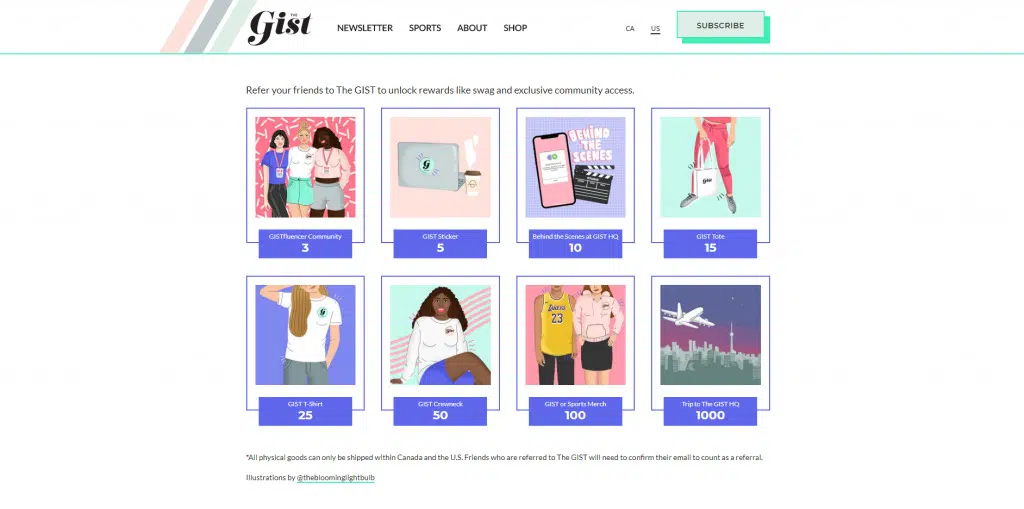 THE
Gist
NEWSLETTER SPORTS ABOUT SHOP CA US SUBSCRIBE
Refer your friends to The GIST to unlock rewards like swag and exclusive community access.
BEHIND
THE
SCENES
g
Gist
GISTfluencer Community
3
GIST Sticker
5
Behind the Scenes at GIST HQ
10
GIST Tote
15
g
LAKERS
23
GIST T-Shirt
25
GIST Crewneck
50
GIST or Sports Merch
100
Trip to The GIST HQ
1000
*All physical goods can only be shipped within Canada and the U.S. Friends who are referred to The GIST will need to confirm their email to count as a referral.
Illustrations by @thebloominglightbulb